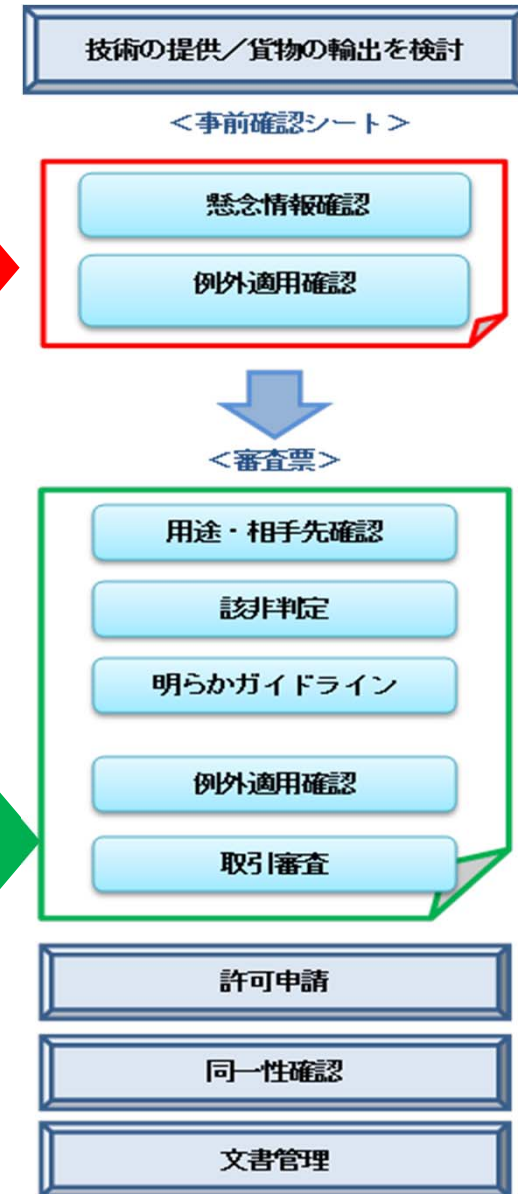 技術の提供／貨物の輸出を検討
＜事前確認シート＞
懸念情報確認
例外適用確認
＜審査票＞
用途・相手先確認
該非判定
明らかガイドライン
例外適用確認
取引審査
許可申請
同一性確認
文書管理